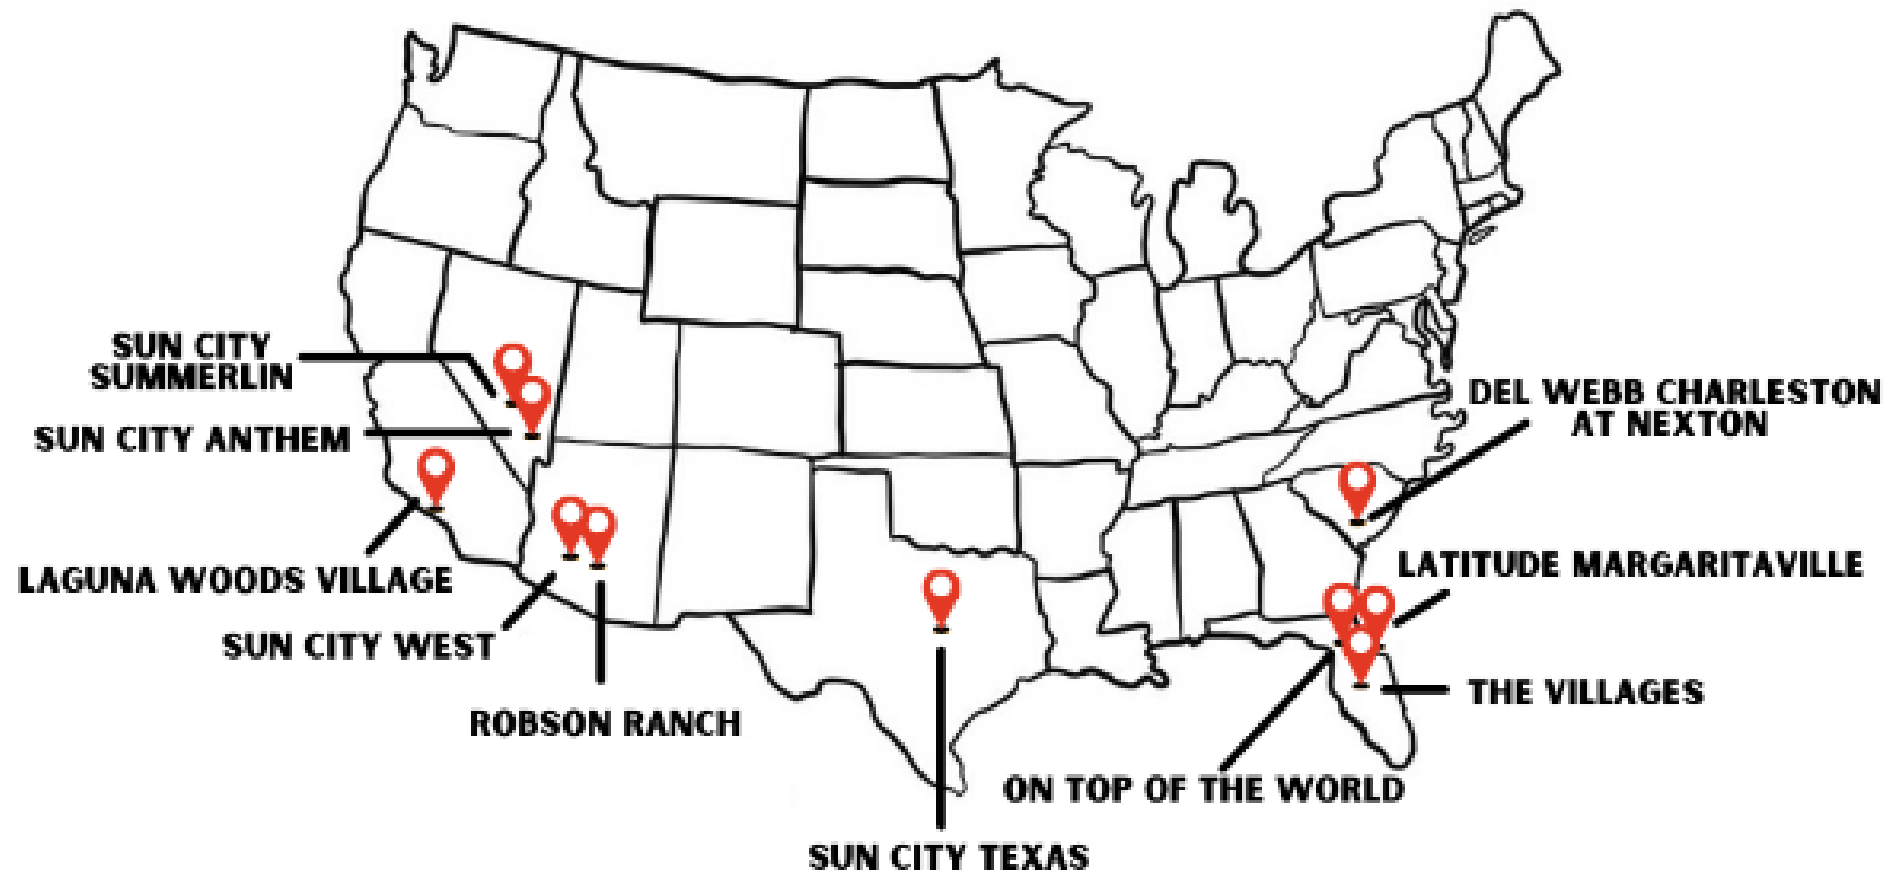 SUN CITY
SUMMERLIN
SUN CITY ANTHEM
LAGUNA WOODS VILLAGE
SUN CITY WEST
ROBSON RANCH
SUN CITY TEXAS
DEL WEBB CHARLESTON
AT NEXTON
LATITUDE MARGARITAVILLE
THE VILLAGES
ON TOP OF THE WORLD